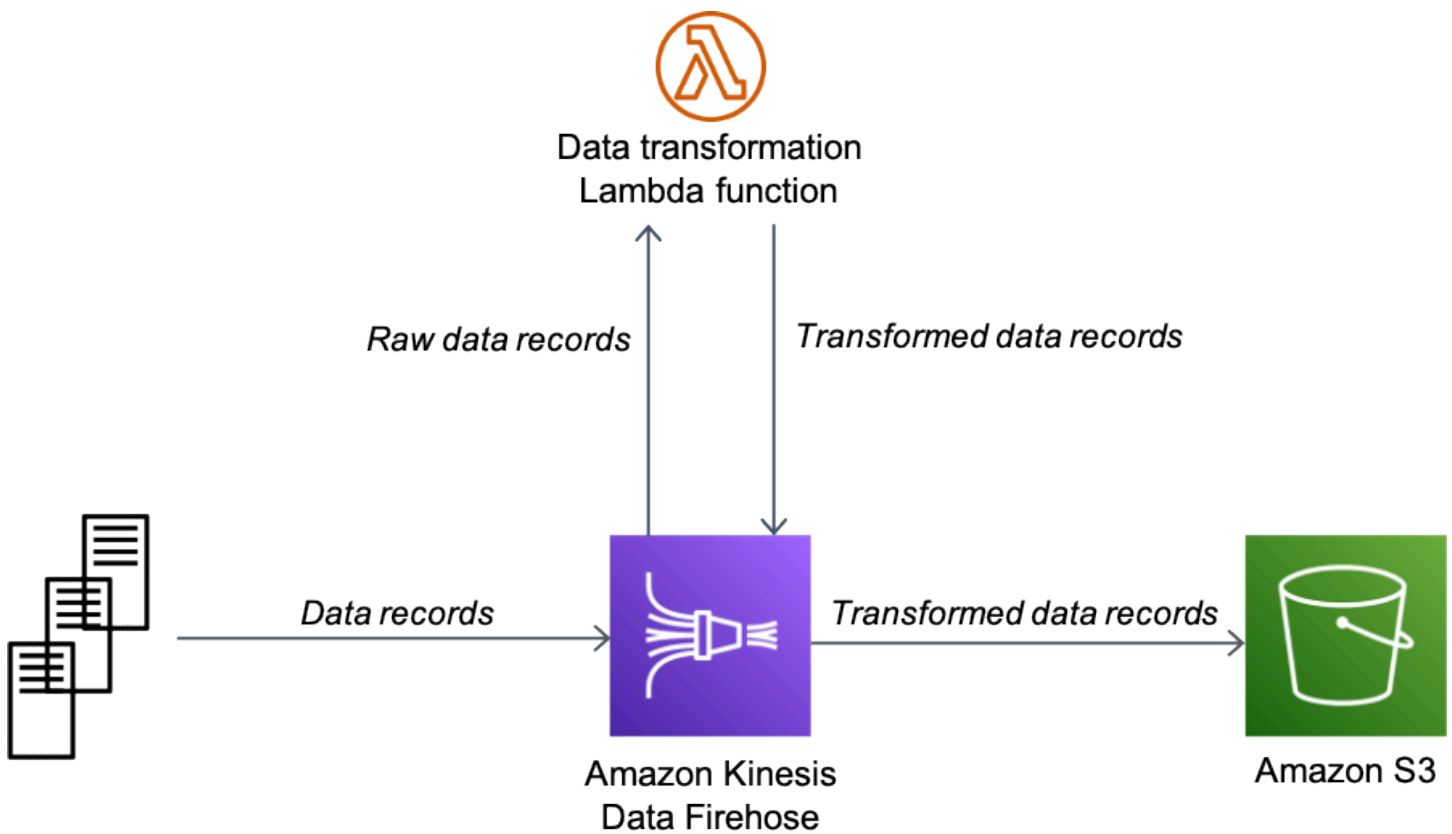 Data transformation
Lambda function
Raw data records
Transformed data records
Data records
Transformed data records
Amazon Kinesis
Data Firehose
Amazon S3